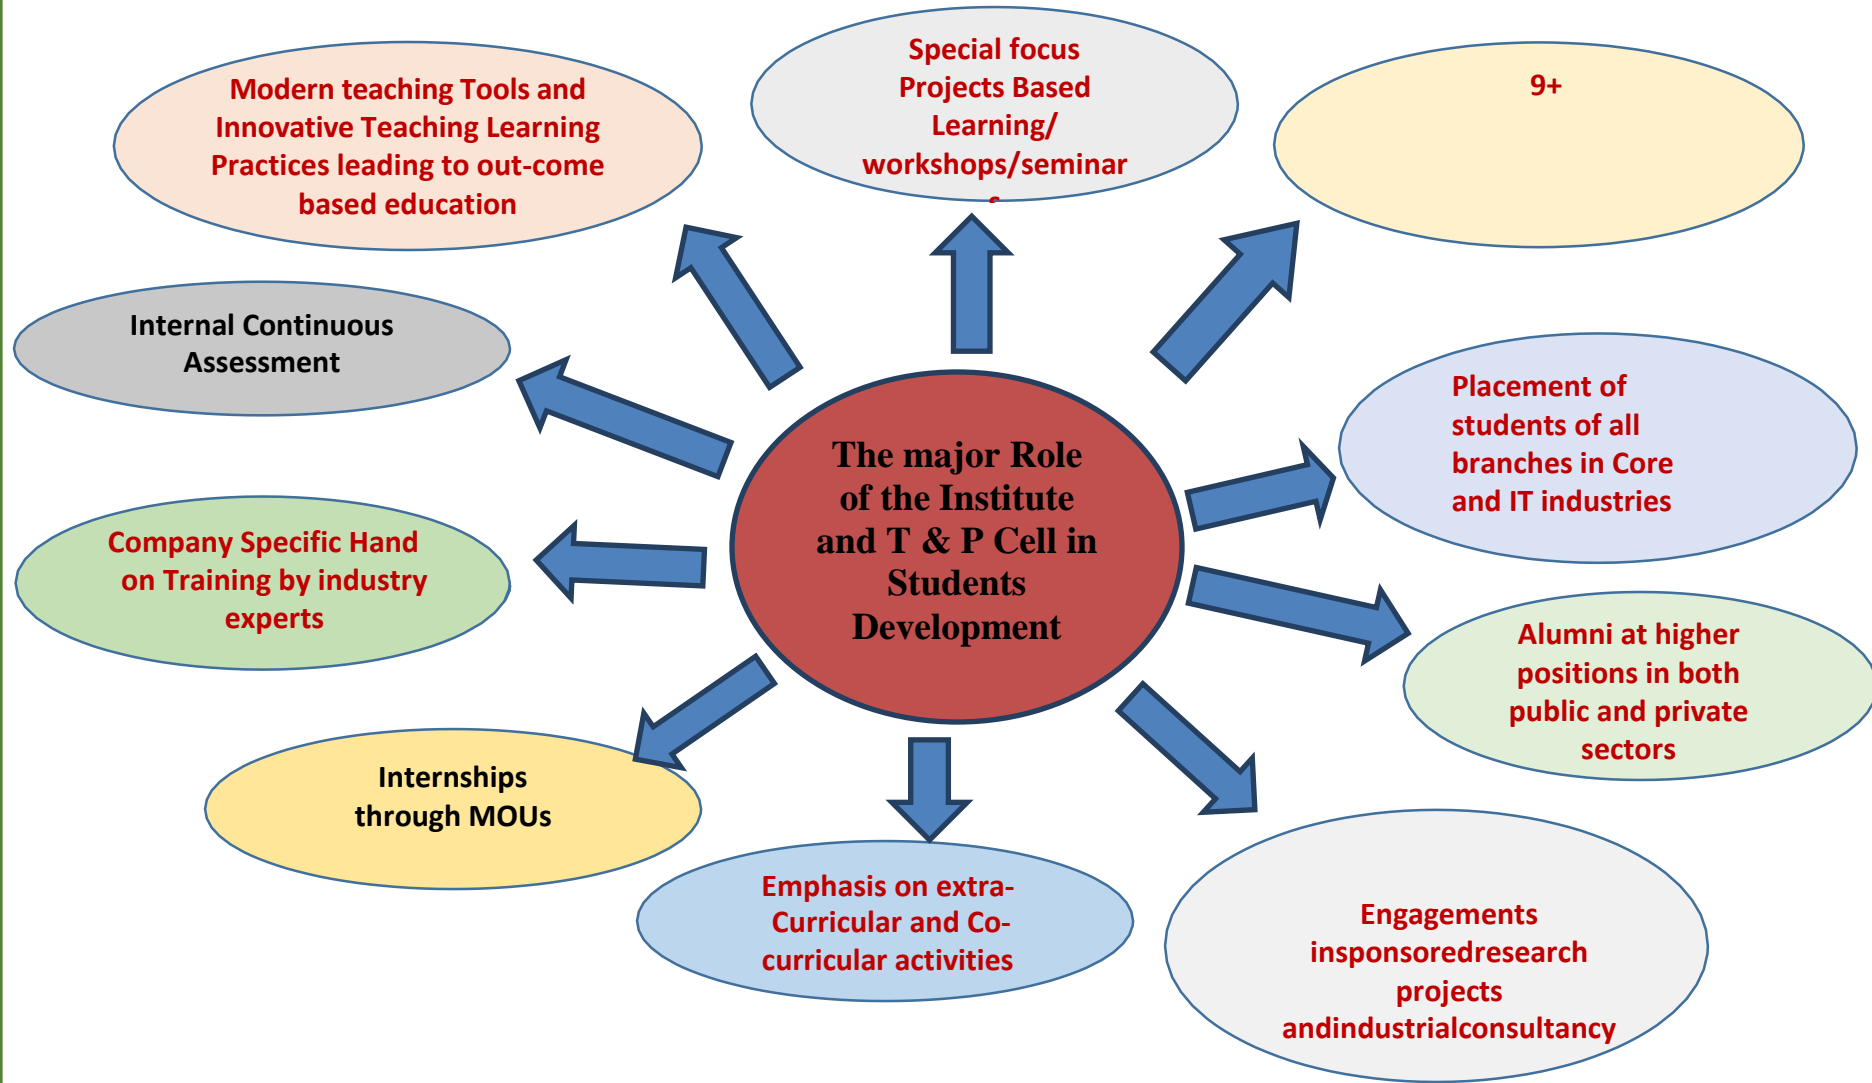 Modern teaching Tools and
Innovative Teaching Learning
Practices leading to out-come
based education
Special focus
Projects Based
Learning/
workshops/seminar
s
9+
Internal Continuous
Assessment
Placement of
students of all
branches in Core
and IT industries
The major Role
of the Institute
and T & P Cell in
Students
Development
Company Specific Hand
on Training by industry
experts
Alumni at higher
positions in both
public and private
sectors
Internships
through MOUs
Emphasis on extra-
Curricular and Co-
curricular activities
Engagements
insponsoredresearch
projects
andindustrialconsultancy